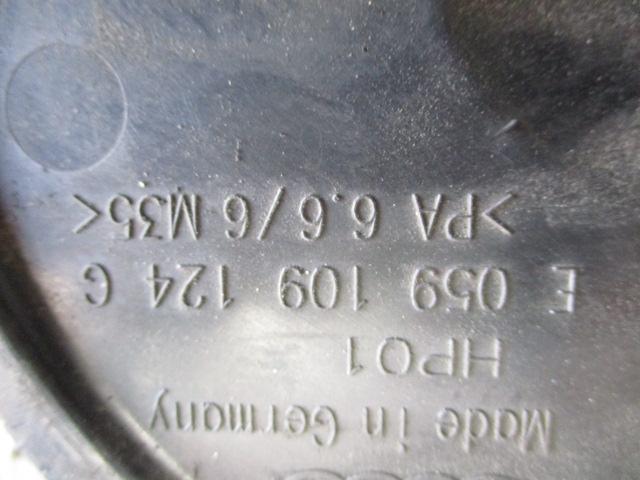 Made in Germany
HP01
E 059 109 124 G
>PA 6.6/6 M35<